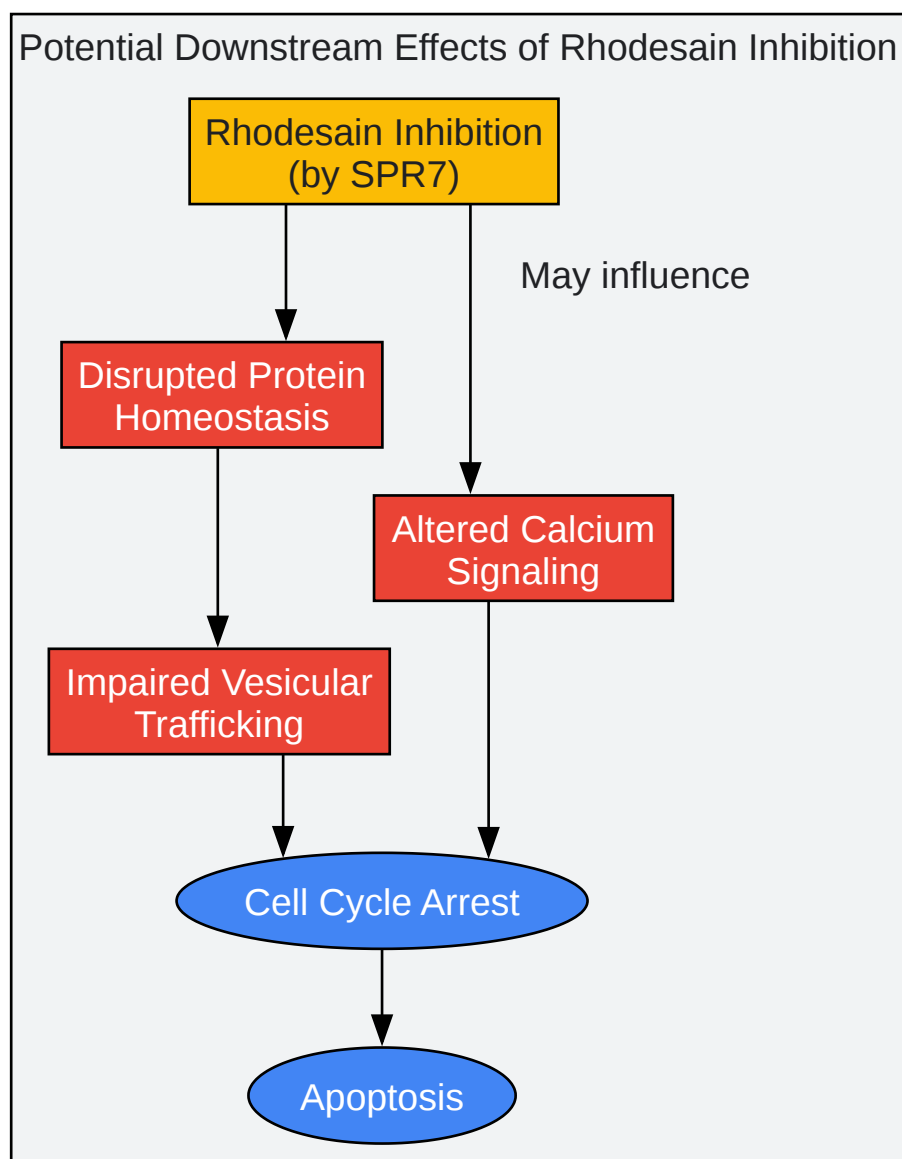 Potential Downstream Effects of Rhodesain Inhibition
Rhodesain Inhibition
(by SPR7)
May influence
Disrupted Protein
Homeostasis
Altered Calcium
Signaling
Impaired Vesicular
Trafficking
Cell Cycle Arrest
Apoptosis